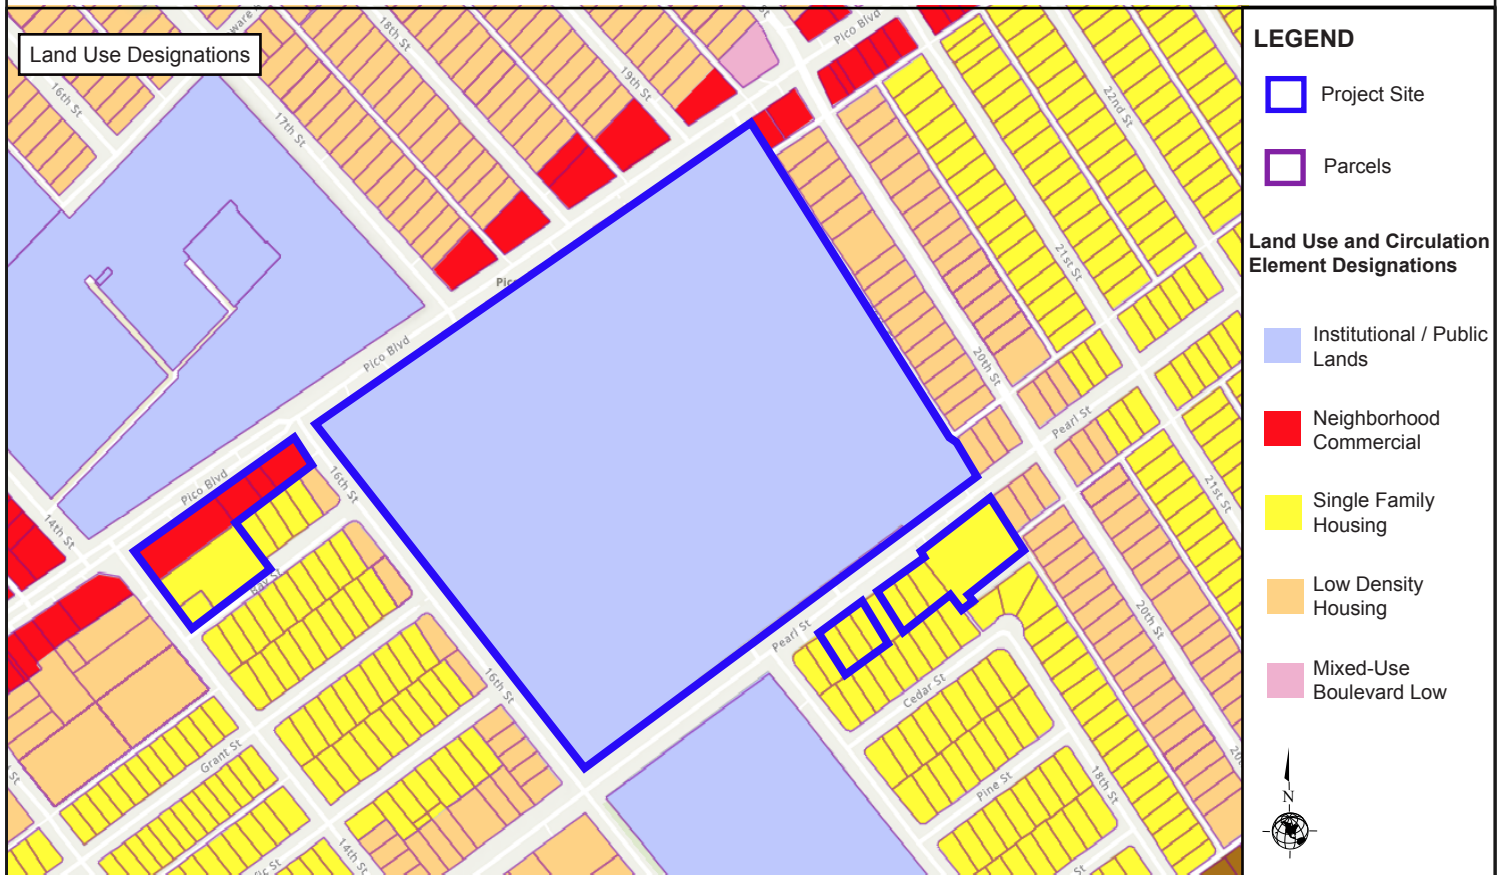 Land Use Designations
16th St
17th St
18th St
19th St
Pico Blvd
22nd St
21st St
20th St
Pearl St
21st St
Pico Blvd
16th St
Pico Blvd
14th St
Bay St
Pearl St
16th St
Cedar St
20th St
Grant St
Pine St
18th St
14th St
St
St
St
LEGEND
Project Site
Parcels
Land Use and Circulation
Element Designations
Institutional / Public
Lands
Neighborhood
Commercial
Single Family
Housing
Low Density
Housing
Mixed-Use
Boulevard Low
N